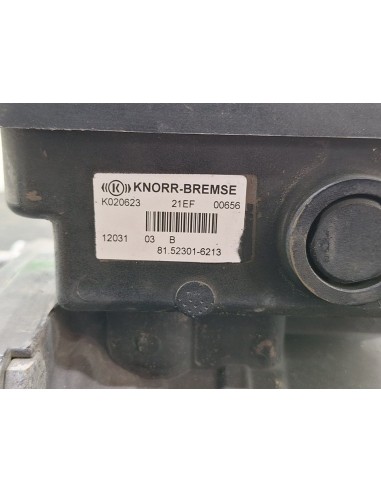 KNORR-BREMSE
K020623 21EF 00656
12031 03 B
81.52301-6213